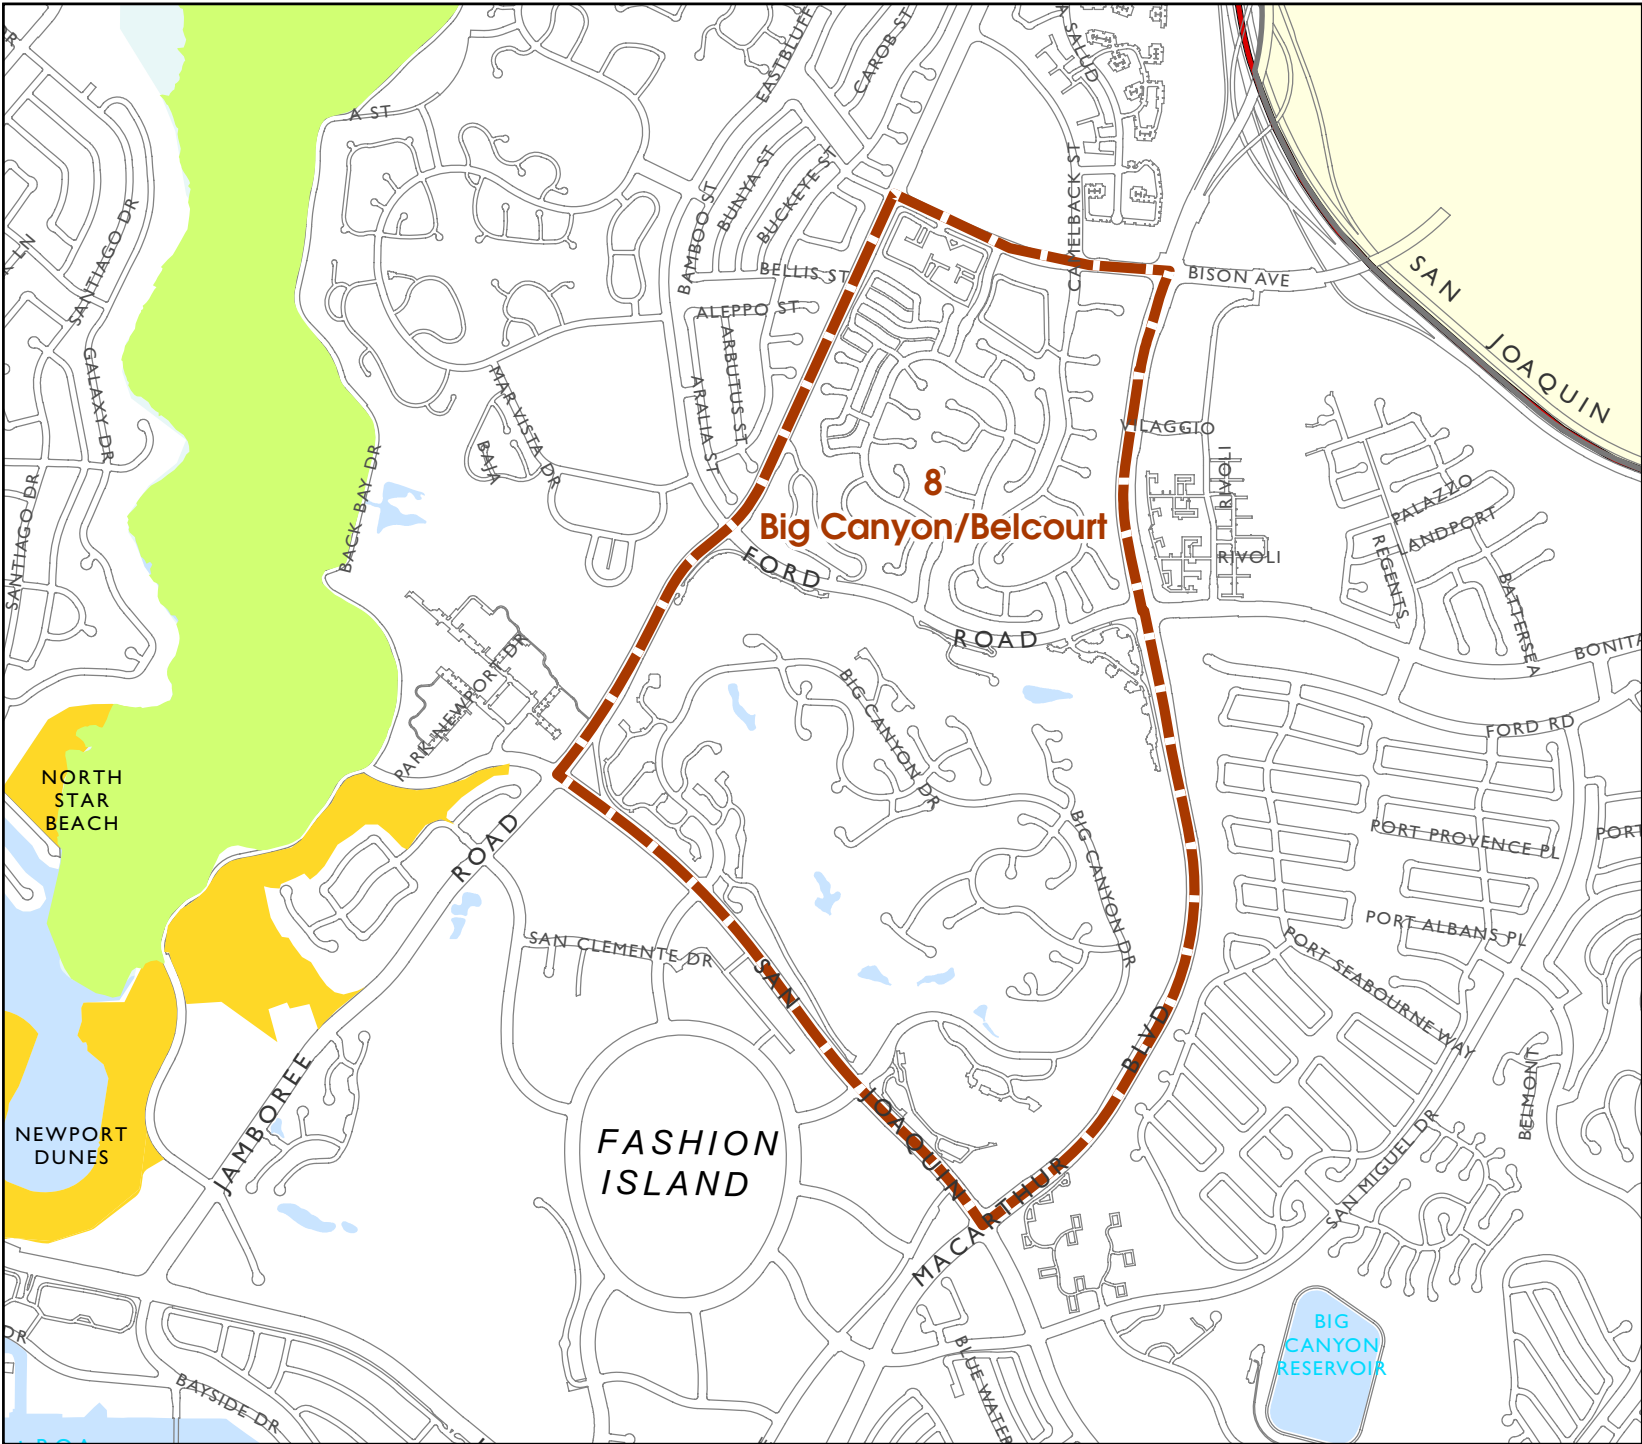 EASTBLUFF
CAROB ST
SALUD
A ST
CAMELBACK ST
BAMBOO ST
BUNYA ST
BUCKEYE ST
SANTIAGO DR
BELLIS ST
BISON AVE
SAN
JOAQUIN
ALEPPO ST
ARBUTUS ST
ARALIA ST
GALAXY DR
MAR VISTA DR
BAJA
BACK BAY DR
VILAGGIO
RIVOLI
RIVOLI
8
Big Canyon/Belcourt
PALAZZO
LANDPORT
REGENTS
BATTERSEA
SANTIAGO DR
FORD
ROAD
BONITA
PARK NEWPORT DR
BIG CANYON DR
FORD RD
NORTH
STAR
BEACH
ROAD
BIG CANYON DR
PORT PROVENCE PL
PORT
PORT ALBANS PL
SAN CLEMENTE DR
SAN
PORT SEABOURNE WAY
BLVD
JAMBOREE
JOAQUIN
BELMONT
NEWPORT
DUNES
FASHION
ISLAND
SAN MIGUEL DR
MACARTHUR
BIG
CANYON
RESERVOIR
BLUE WATER
BAYSIDE DR
DR